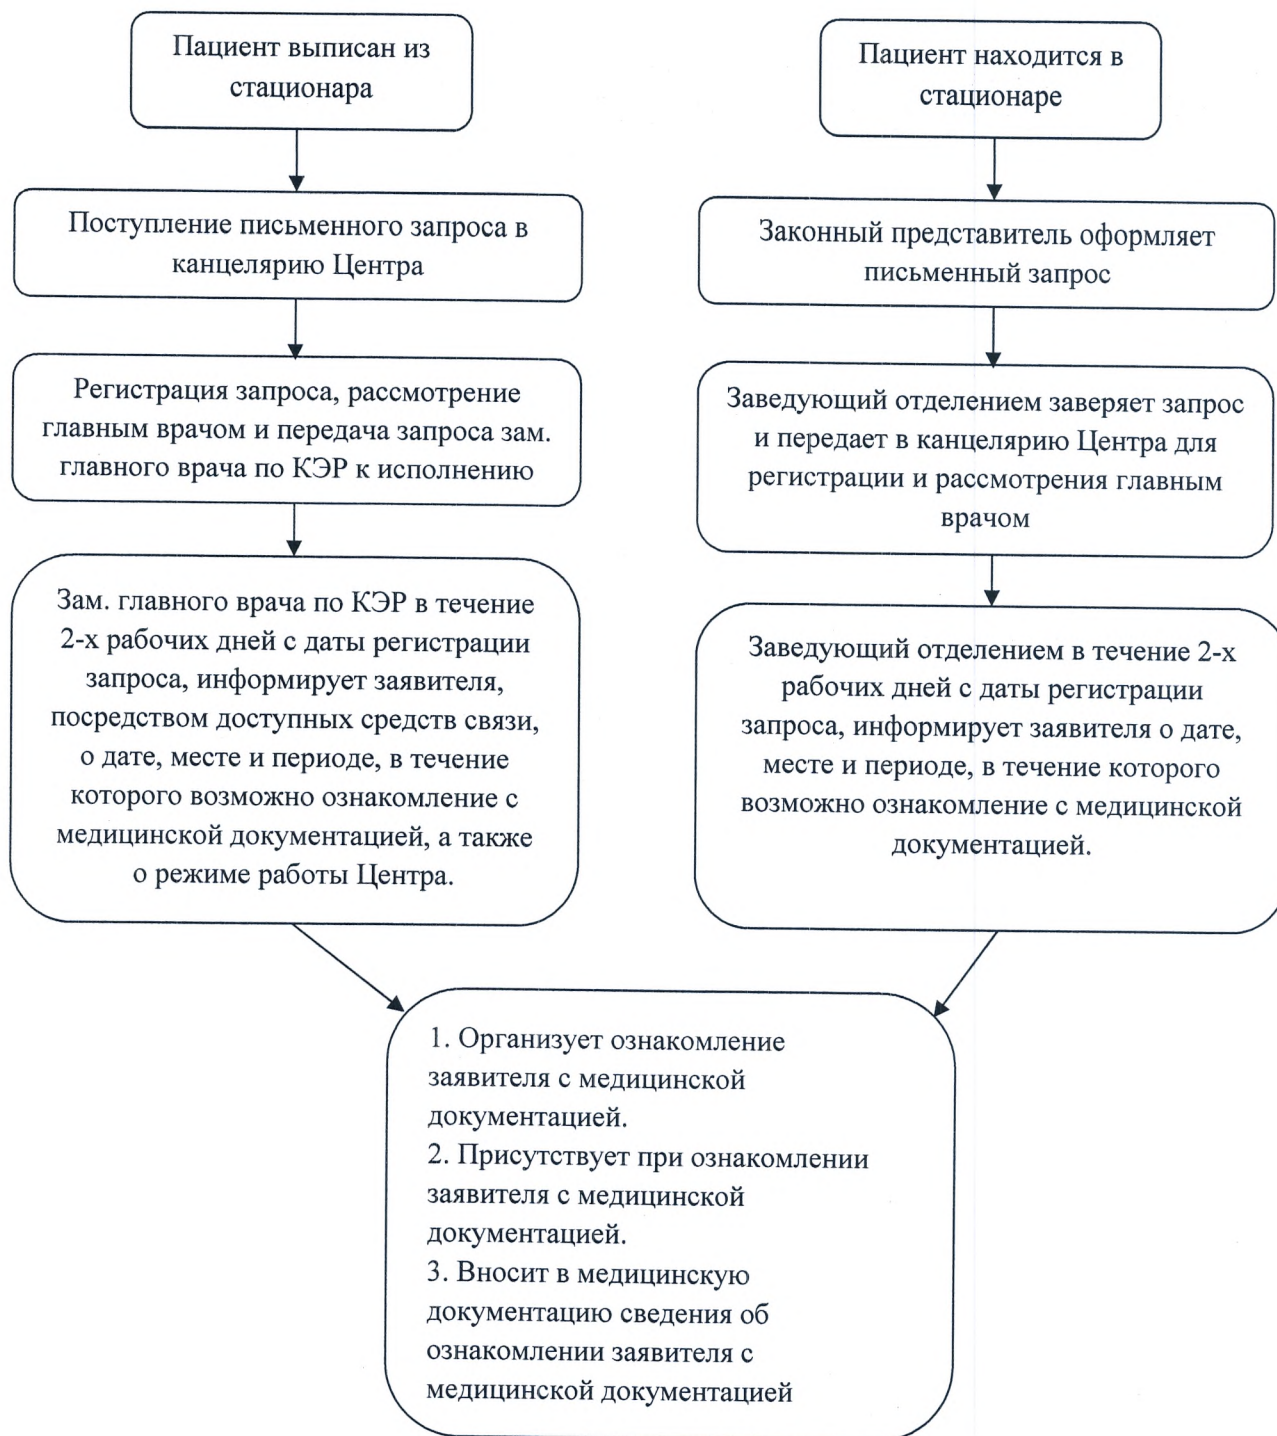 Пациент выписан из
стационара
Поступление письменного запроса в
канцелярию Центра
Регистрация запроса, рассмотрение
главным врачом и передача запроса зам.
главного врача по КЭР к исполнению
Зам. главного врача по КЭР в течение
2-х рабочих дней с даты регистрации
запроса, информирует заявителя,
посредством доступных средств связи,
о дате, месте и периоде, в течение
которого возможно ознакомление с
медицинской документацией, а также
о режиме работы Центра.
Пациент находится в
стационаре
Законный представитель оформляет
письменный запрос
Заведующий отделением заверяет запрос
и передает в канцелярию Центра для
регистрации и рассмотрения главным
врачом
Заведующий отделением в течение 2-х
рабочих дней с даты регистрации
запроса, информирует заявителя о дате,
месте и периоде, в течение которого
возможно ознакомление с медицинской
документацией.
1. Организует ознакомление
заявителя с медицинской
документацией.
2. Присутствует при ознакомлении
заявителя с медицинской
документацией.
3. Вносит в медицинскую
документацию сведения об
ознакомлении заявителя с
медицинской документацией